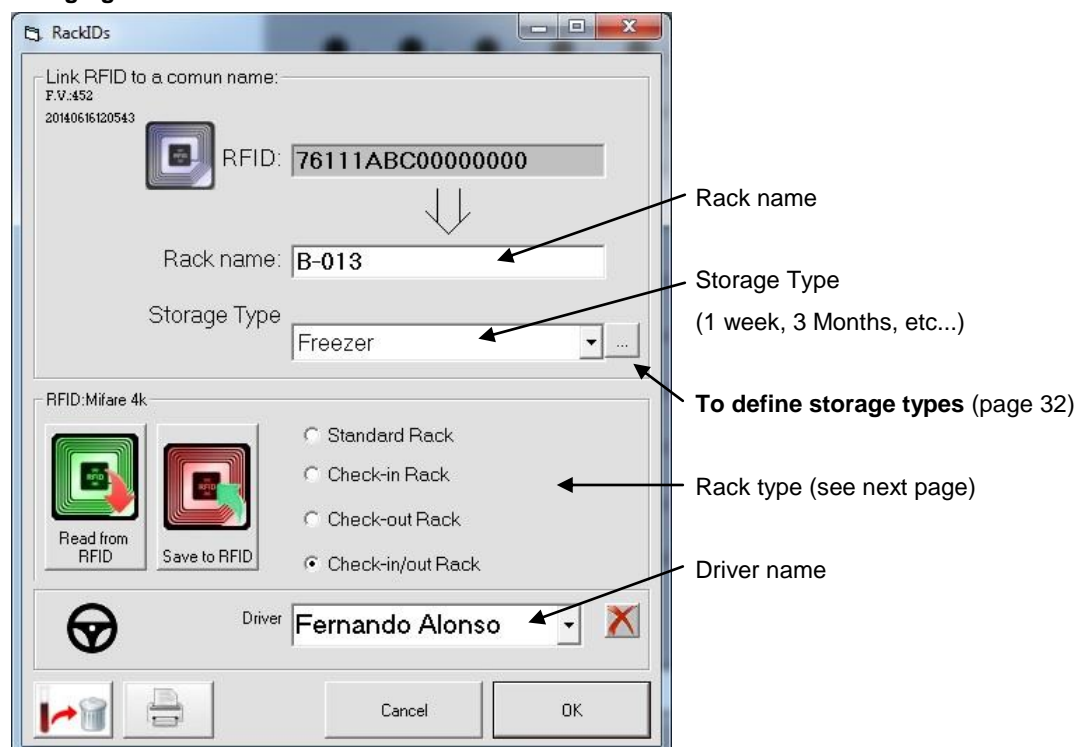 RackIDs
Link RFID to a comun name:
F.V.:452
20140616120543
RFID: 76111ABC00000000
Rack name
Rack name: B-013
Storage Type
(1 week, 3 Months, etc...)
Storage Type
Freezer
...
To define storage types (page 32)
RFID:Mifare 4k
Standard Rack
Check-in Rack
Rack type (see next page)
Check-out Rack
Read from
RFID
Save to RFID
Check-in/out Rack
Driver name
Driver Fernando Alonso
Cancel
OK